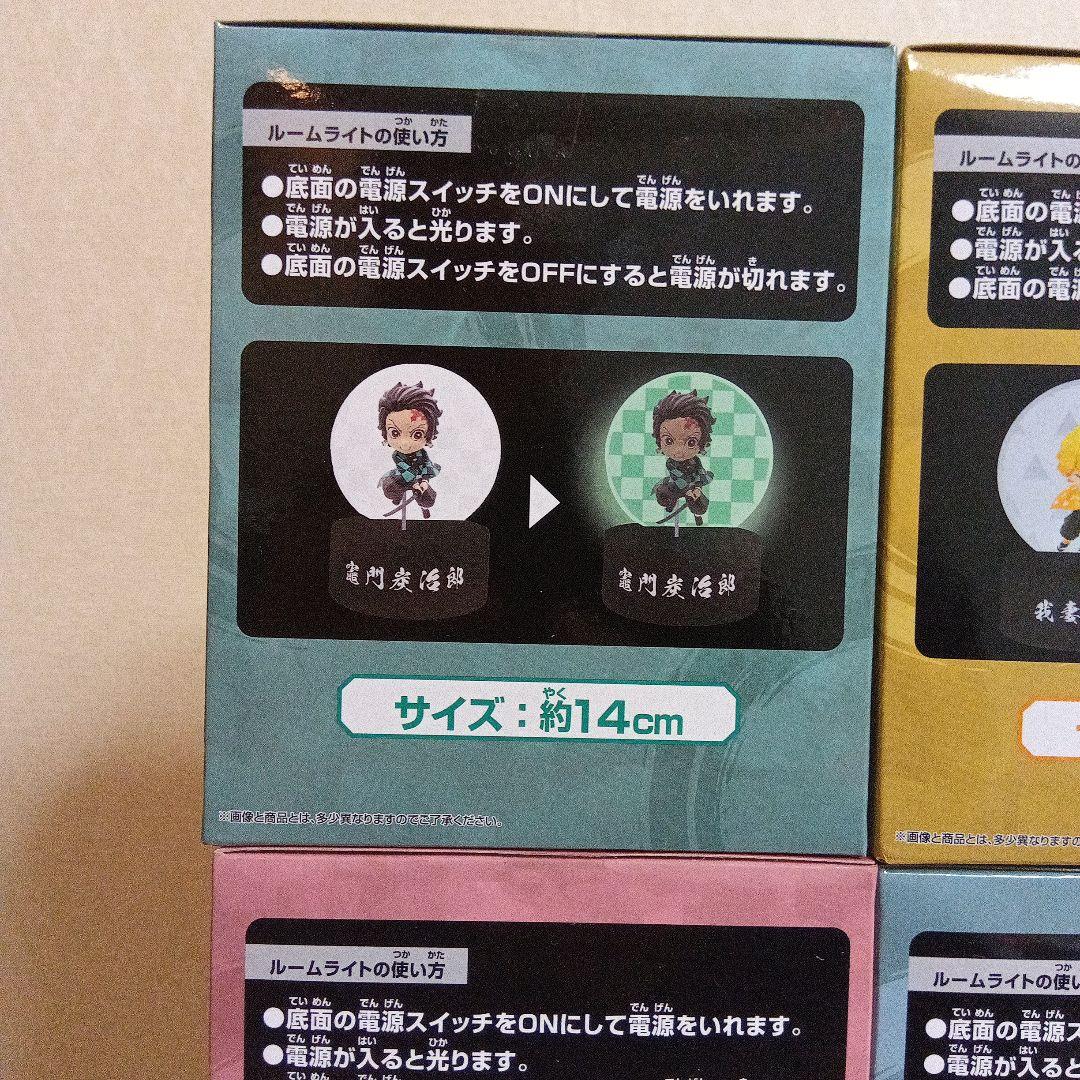 ルームライトの使い方
●底面の電源スイッチをONにして電源をいれます。
●電源が入ると光ります。
●底面の電源スイッチをOFFにすると電源が切れます。
竈門炭治郎
竈門炭治郎
サイズ：約14cm
※画像と商品とは、多少異なりますのでご了承ください。
ルームライトの
●底面の電源
●電源が入る
●底面の電源
我妻
※画像と商品とは、多少異なりますの
ルームライトの使い方
●底面の電源スイッチをONにして電源をいれます。
●電源が入ると光ります。
ルームライトの使い
●底面の電源ス
●電源が入ると